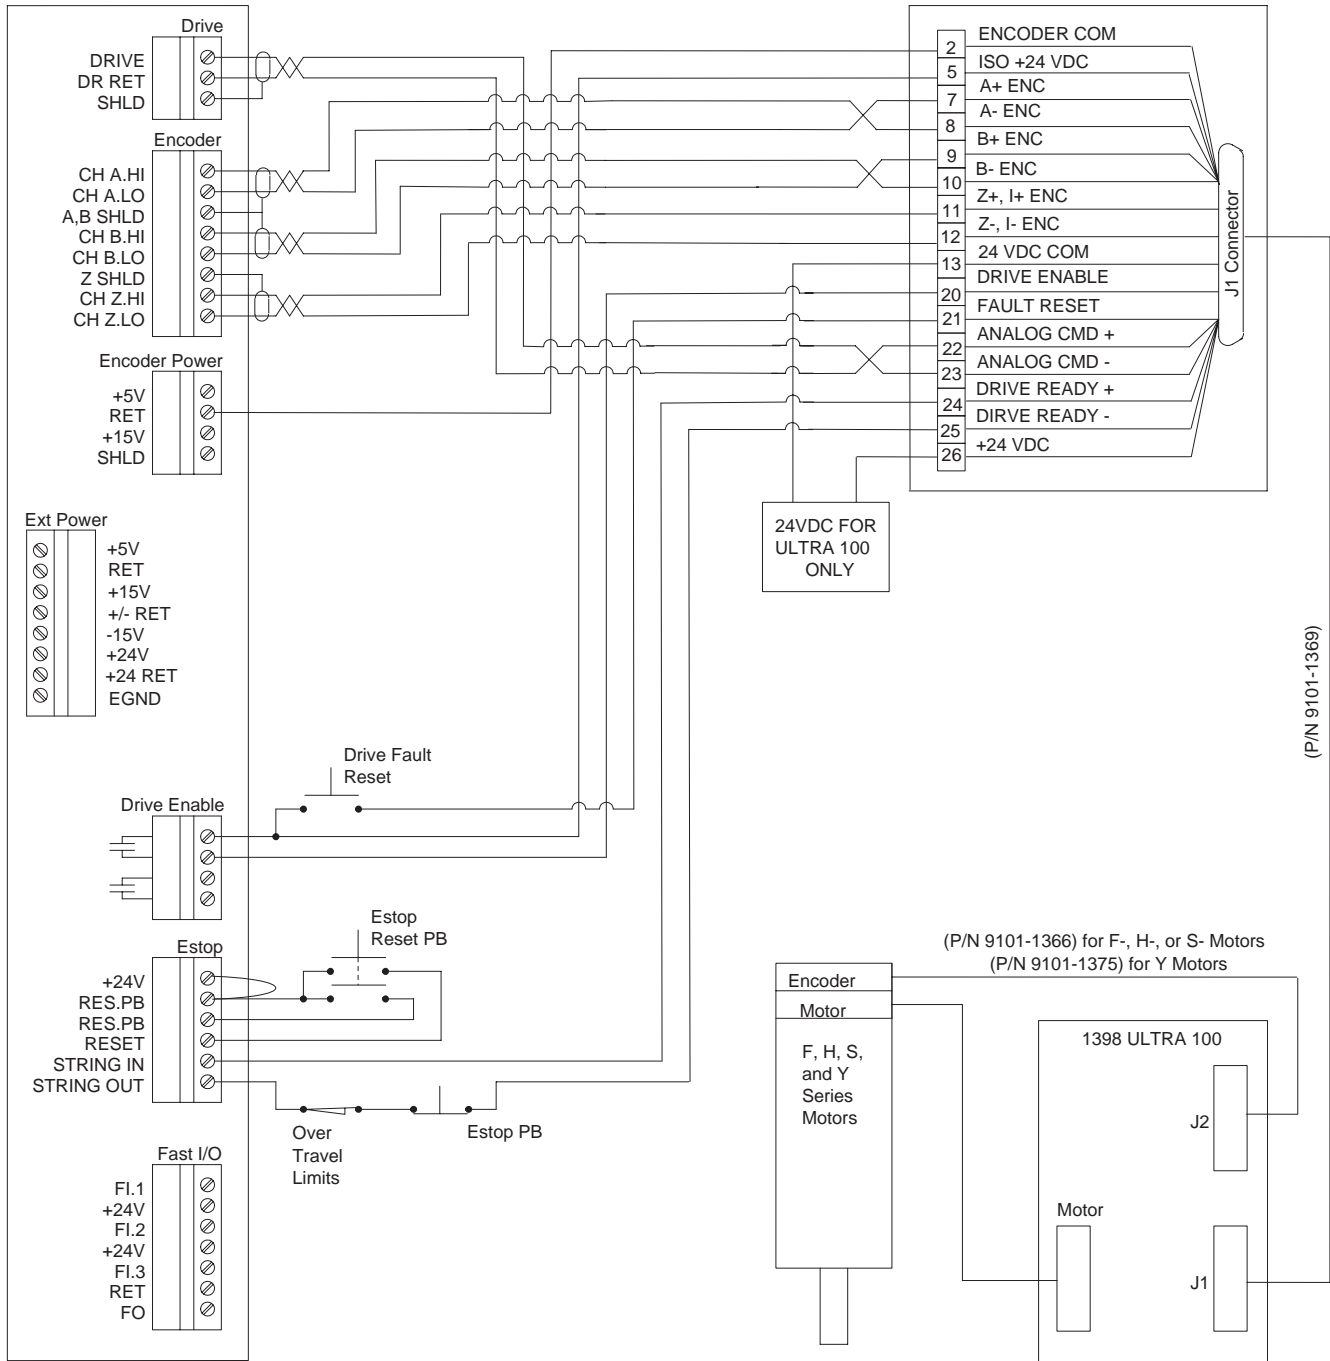 Drive
DRIVE
DR RET
SHLD
Encoder
CH A.HI
CH A.LO
A,B SHLD
CH B.HI
CH B.LO
Z SHLD
CH Z.HI
CH Z.LO
Encoder Power
+5V
RET
+15V
SHLD
Ext Power
+5V
RET
+15V
+/- RET
-15V
+24V
+24 RET
EGND
Drive Fault
Reset
Drive Enable
Estop
Reset PB
Estop
+24V
RES.PB
RES.PB
RESET
STRING IN
STRING OUT
Over
Travel
Limits
Estop PB
Fast I/O
FI.1
+24V
FI.2
+24V
FI.3
RET
FO
2 ENCODER COM
5 ISO +24 VDC
7 A+ ENC
8 A- ENC
9 B+ ENC
10 B- ENC
11 Z+, I+ ENC
12 Z-, I- ENC
13 24 VDC COM
20 DRIVE ENABLE
21 FAULT RESET
22 ANALOG CMD +
23 ANALOG CMD -
24 DRIVE READY +
25 DIRVE READY -
26 +24 VDC
J1 Connector
24VDC FOR
ULTRA 100
ONLY
(P/N 9101-1369)
(P/N 9101-1366) for F-, H-, or S- Motors
(P/N 9101-1375) for Y Motors
Encoder
Motor
F, H, S,
and Y
Series
Motors
1398 ULTRA 100
J2
Motor
J1